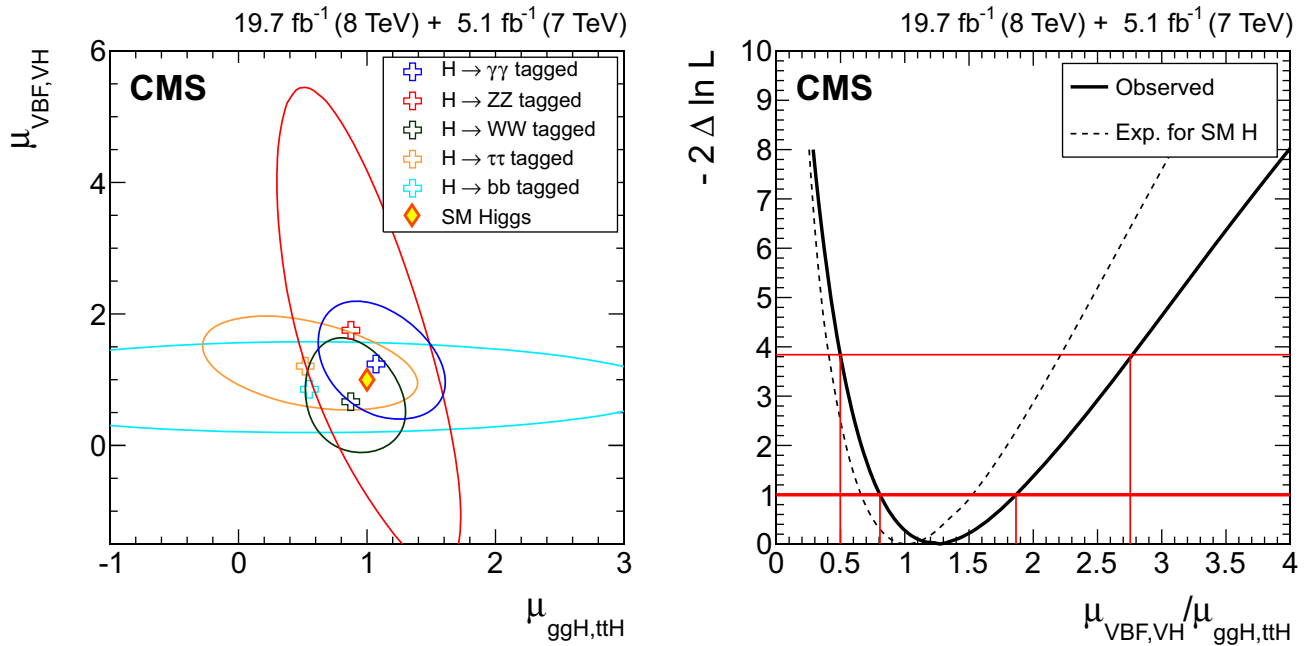 19.7 fb⁻¹ (8 TeV) + 5.1 fb⁻¹ (7 TeV)
CMS
μVBF,VH
6
4
2
0
H → γγ tagged
H → ZZ tagged
H → WW tagged
H → ττ tagged
H → bb tagged
SM Higgs
-1 0 1 2 3
μggH,ttH
19.7 fb⁻¹ (8 TeV) + 5.1 fb⁻¹ (7 TeV)
CMS
- 2 Δ ln L
10
9
8
7
6
5
4
3
2
1
0
Observed
Exp. for SM H
0 0.5 1 1.5 2 2.5 3 3.5 4
μVBF,VH/μggH,ttH